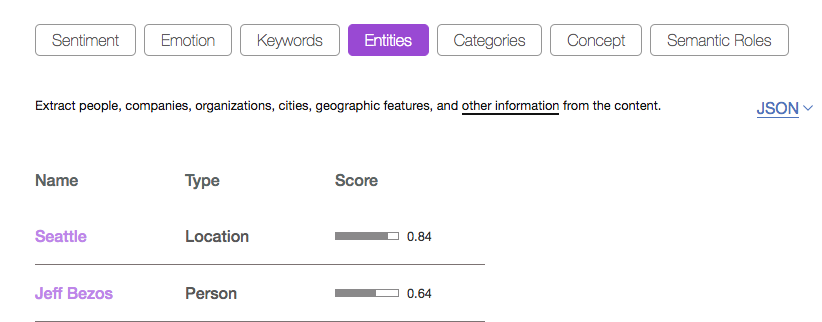 Sentiment Emotion Keywords Entities Categories Concept Semantic Roles
Extract people, companies, organizations, cities, geographic features, and other information from the content.
JSON
Name Type Score
Seattle Location 0.84
Jeff Bezos Person 0.64